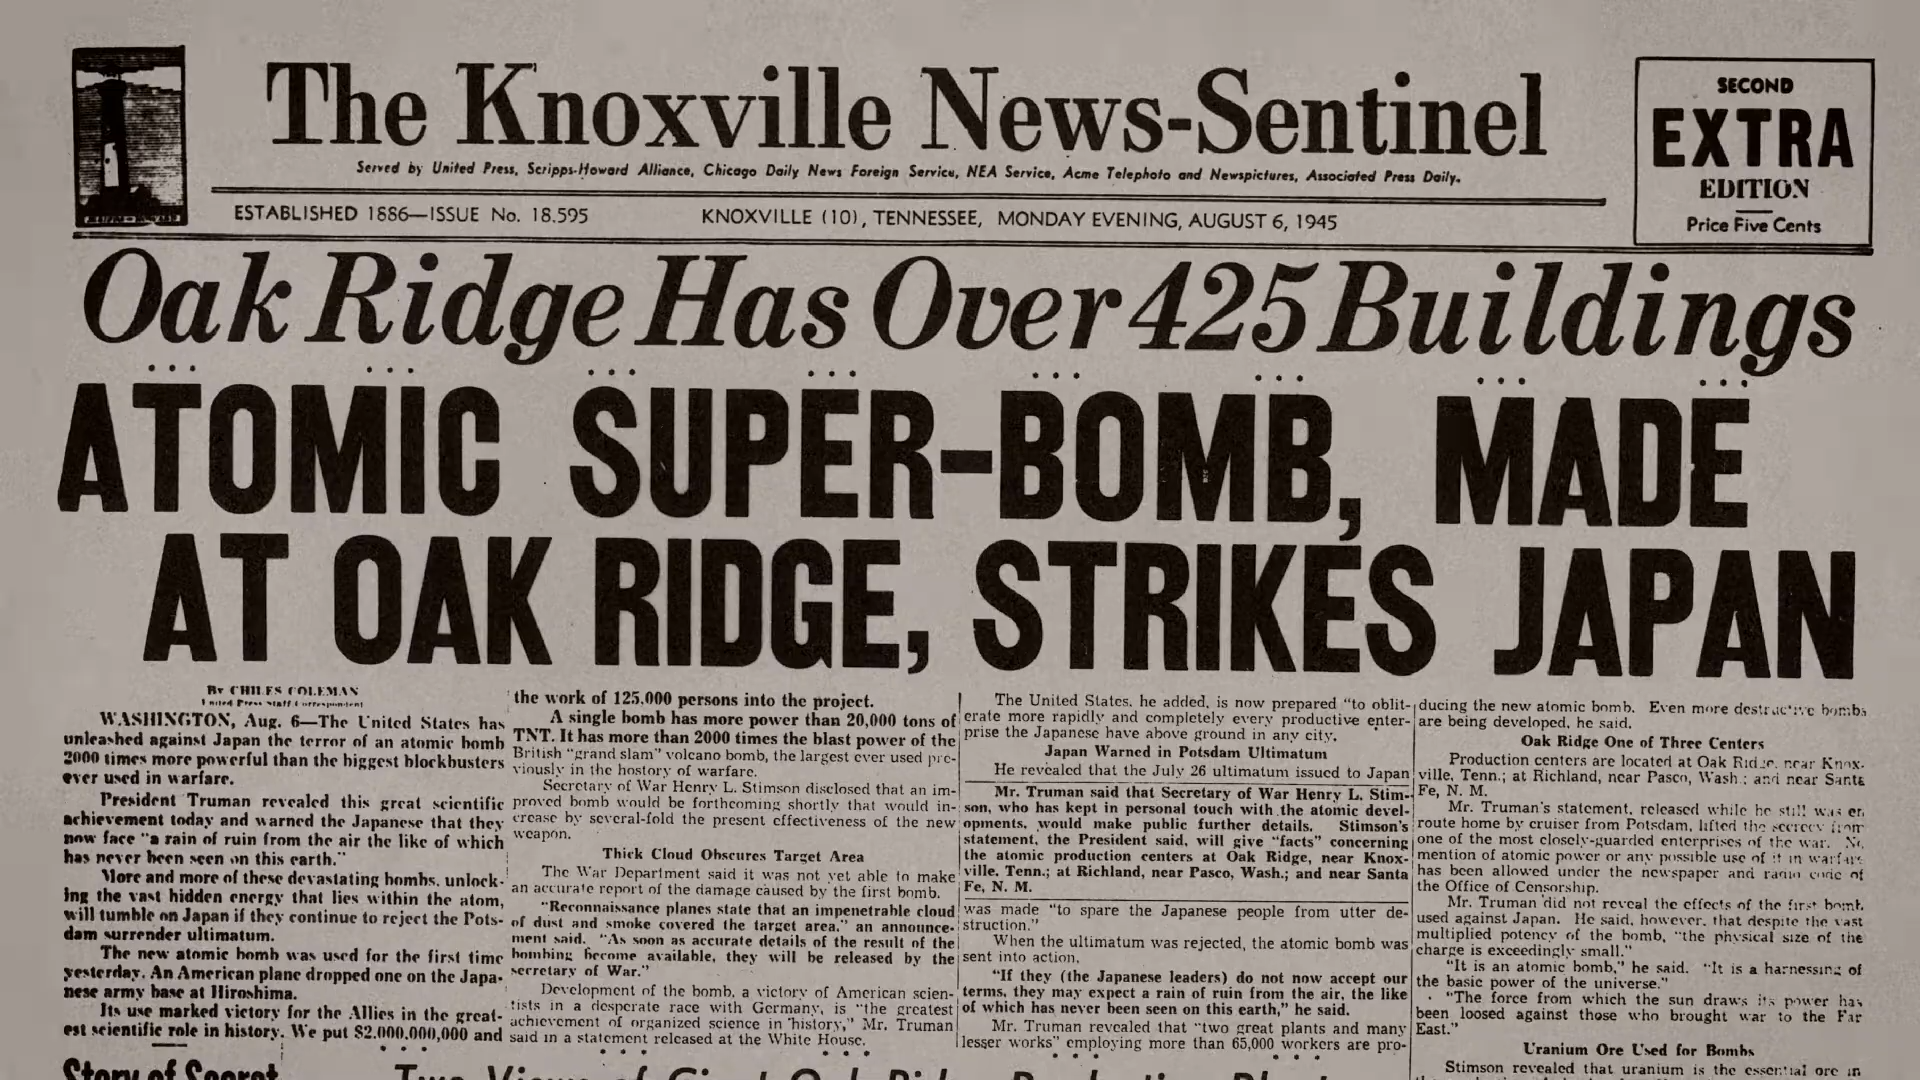 The Knoxville News-Sentinel
Served by United Press, Scripps-Howard Alliance, Chicago Daily News Foreign Service, NEA Service, Acme Telephoto and Newspictures, Associated Press Daily.
SECOND
EXTRA
EDITION
Price Five Cents
ESTABLISHED 1886—ISSUE No. 18.595
KNOXVILLE (10), TENNESSEE, MONDAY EVENING, AUGUST 6, 1945
Oak Ridge Has Over 425 Buildings
ATOMIC SUPER-BOMB, MADE
AT OAK RIDGE, STRIKES JAPAN
By CHILES COLEMAN
United Press Staff Correspondent
WASHINGTON, Aug. 6—The United States has
unleashed against Japan the terror of an atomic bomb
2000 times more powerful than the biggest blockbusters
ever used in warfare.
President Truman revealed this great scientific
achievement today and warned the Japanese that they
now face "a rain of ruin from the air the like of which
has never been seen on this earth."
More and more of these devastating bombs, unlock-
ing the vast hidden energy that lies within the atom,
will tumble on Japan if they continue to reject the Pots-
dam surrender ultimatum.
The new atomic bomb was used for the first time
yesterday. An American plane dropped one on the Japa-
nese army base at Hiroshima.
Its use marked victory for the Allies in the great-
est scientific role in history. We put $2,000,000,000 and
the work of 125,000 persons into the project.
A single bomb has more power than 20,000 tons of
TNT. It has more than 2000 times the blast power of the
British "grand slam" volcano bomb, the largest ever used pre-
viously in the hostory of warfare.
Secretary of War Henry L. Stimson disclosed that an im-
proved bomb would be forthcoming shortly that would in-
crease by several-fold the present effectiveness of the new
weapon.
Thick Cloud Obscures Target Area
The War Department said it was not yet able to make
an accurate report of the damage caused by the first bomb.
"Reconnaissance planes state that an impenetrable cloud
of dust and smoke covered the target area," an announce-
ment said. "As soon as accurate details of the result of the
bombing become available, they will be released by the
secretary of War."
Development of the bomb, a victory of American scien-
tists in a desperate race with Germany, is "the greatest
achievement of organized science in history," Mr. Truman
said in a statement released at the White House.
The United States, he added, is now prepared "to oblit-
erate more rapidly and completely every productive enter-
prise the Japanese have above ground in any city.
Japan Warned in Potsdam Ultimatum
He revealed that the July 26 ultimatum issued to Japan
Mr. Truman said that Secretary of War Henry L. Stim-
son, who has kept in personal touch with the atomic devel-
opments, would make public further details. Stimson's
statement, the President said, will give "facts" concerning
the atomic production centers at Oak Ridge, near Knox-
ville, Tenn.; at Richland, near Pasco, Wash.; and near Santa
Fe, N. M.
was made "to spare the Japanese people from utter de-
struction."
When the ultimatum was rejected, the atomic bomb was
sent into action.
"If they (the Japanese leaders) do not now accept our
terms, they may expect a rain of ruin from the air, the like
of which has never been seen on this earth," he said.
Mr. Truman revealed that "two great plants and many
lesser works" employing more than 65,000 workers are pro-
ducing the new atomic bomb. Even more destructive bombs
are being developed, he said.
Oak Ridge One of Three Centers
Production centers are located at Oak Ridge, near Knox-
ville, Tenn.; at Richland, near Pasco, Wash.; and near Santa
Fe, N. M.
Mr. Truman's statement, released while he still was en
route home by cruiser from Potsdam, lifted the secrecy from
one of the most closely-guarded enterprises of the war. No
mention of atomic power or any possible use of it in warfare
has been allowed under the newspaper and radio code of
the Office of Censorship.
Mr. Truman did not reveal the effects of the first bomb
used against Japan. He said, however, that despite the vast
multiplied potency of the bomb, "the physical size of the
charge is exceedingly small."
"It is an atomic bomb," he said. "It is a harnessing of
the basic power of the universe."
"The force from which the sun draws its power has
been loosed against those who brought war to the Far
East."
Uranium Ore Used for Bombs
Stimson revealed that uranium is the essential ore in
Story of Secret